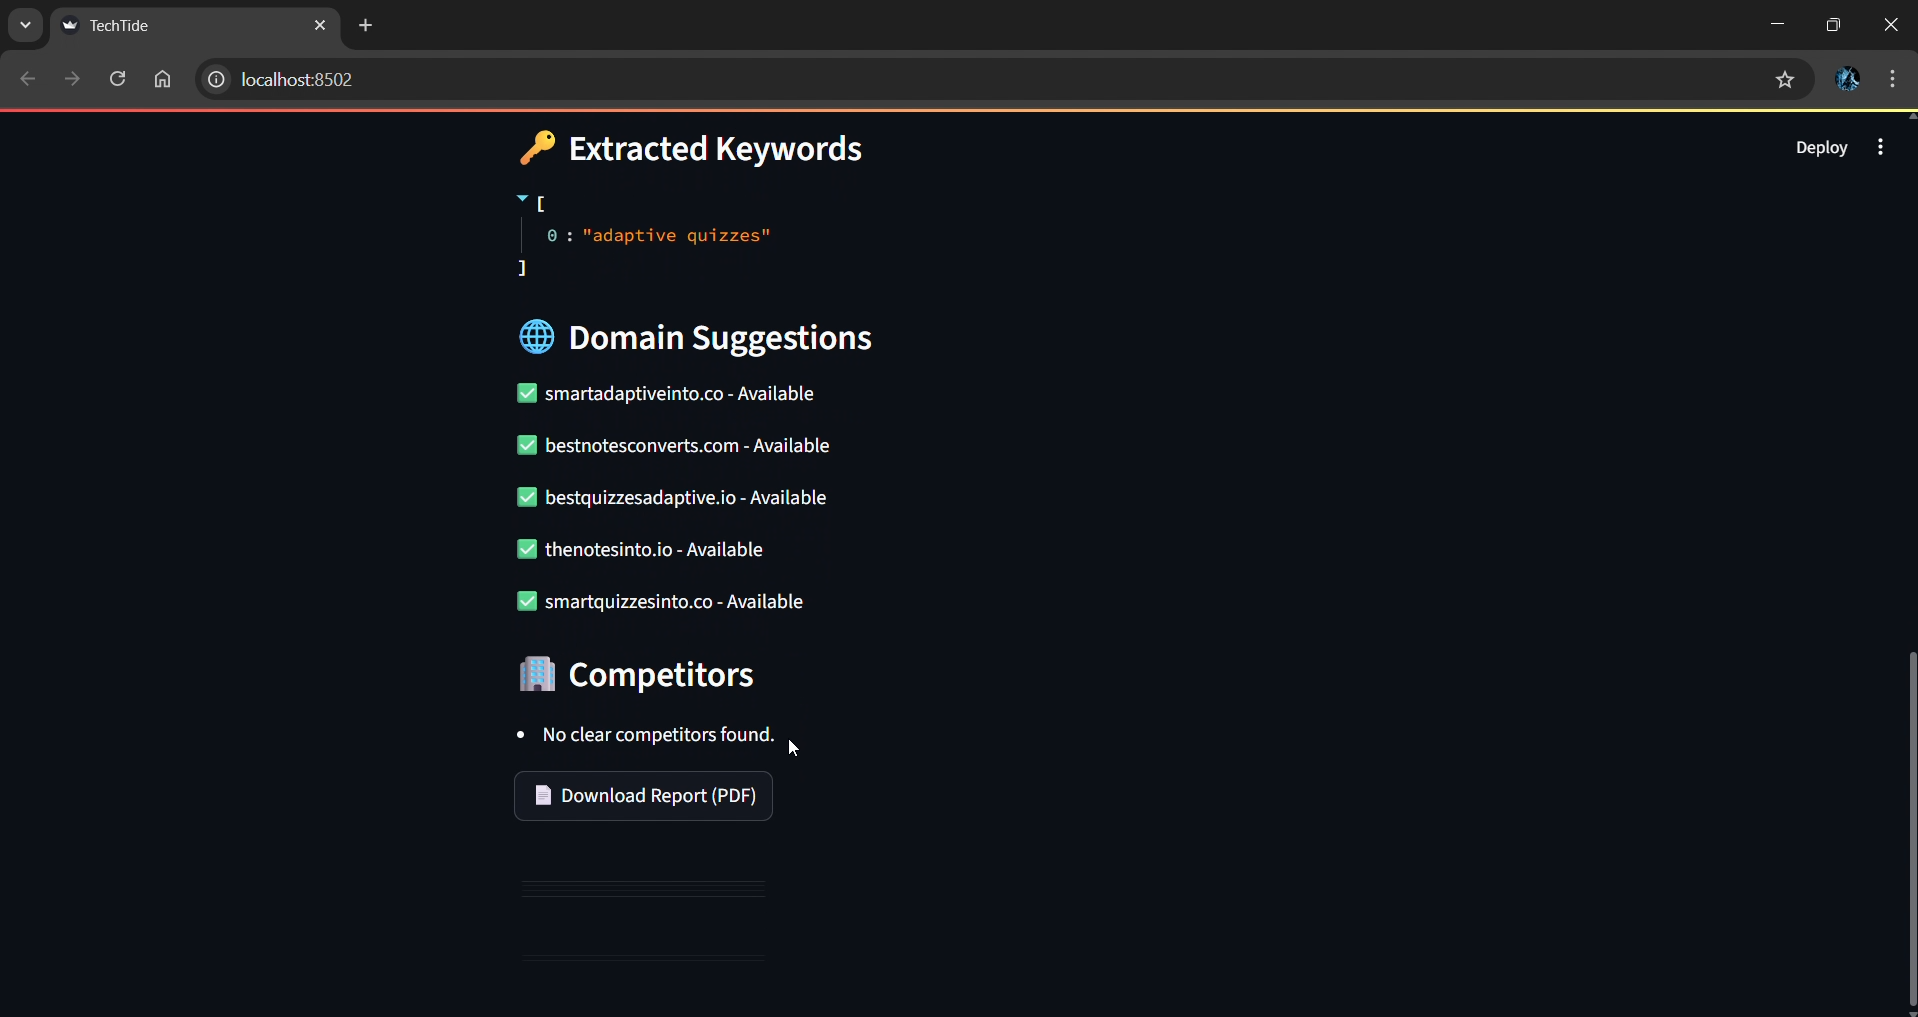 TechTide
localhost:8502
Deploy
🔑 Extracted Keywords
[
0 : "adaptive quizzes"
]
🌐 Domain Suggestions
✅ smartadaptiveinto.co - Available
✅ bestnotesconverts.com - Available
✅ bestquizzesadaptive.io - Available
✅ thenotesinto.io - Available
✅ smartquizzesinto.co - Available
🏢 Competitors
• No clear competitors found.
📄 Download Report (PDF)